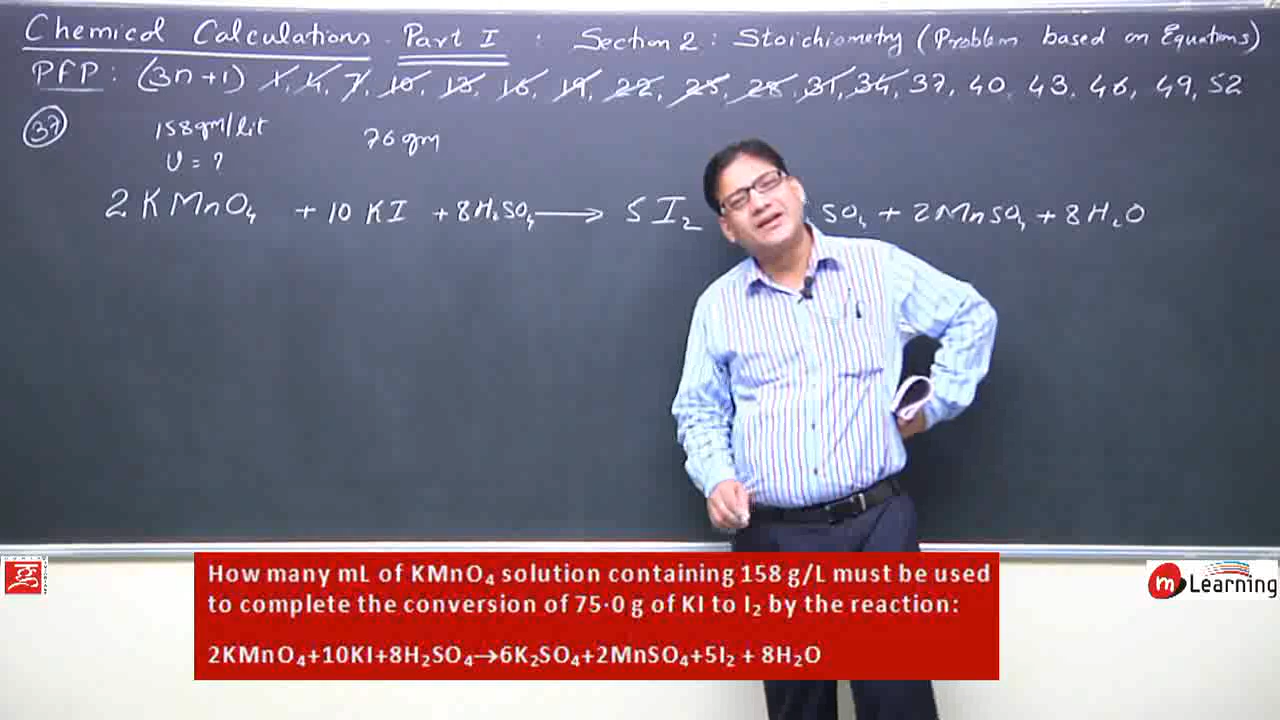 Chemical Calculations Part I : Section 2 : Stoichiometry (Problem based on Equations)
PFP : (3n+1) 1, 4, 7, 10, 13, 16, 19, 22, 25, 28, 31, 34, 37, 40, 43, 46, 49, 52
37
158gm/lit 76 gm
V = ?
2 KMnO₄ + 10 KI + 8H₂SO₄ ⟶ 5 I₂ SO₄ + 2MnSO₄ + 8H₂O
How many mL of KMnO₄ solution containing 158 g/L must be used
to complete the conversion of 75·0 g of KI to I₂ by the reaction:
2KMnO₄+10KI+8H₂SO₄→6K₂SO₄+2MnSO₄+5I₂ + 8H₂O
m Learning